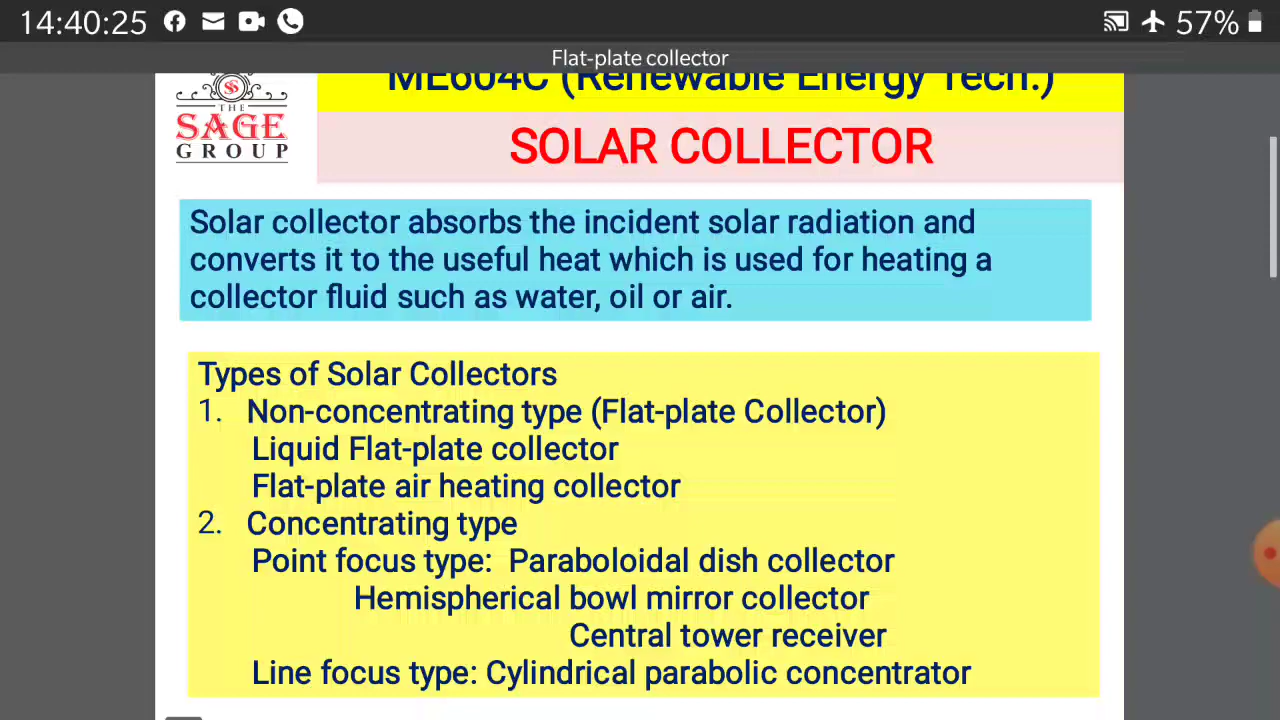 14:40:25
57%
Flat-plate collector
ME604C (Renewable Energy Tech.)
THE
SAGE
GROUP
SOLAR COLLECTOR
Solar collector absorbs the incident solar radiation and
converts it to the useful heat which is used for heating a
collector fluid such as water, oil or air.
Types of Solar Collectors
1. Non-concentrating type (Flat-plate Collector)
Liquid Flat-plate collector
Flat-plate air heating collector
2. Concentrating type
Point focus type: Paraboloidal dish collector
Hemispherical bowl mirror collector
Central tower receiver
Line focus type: Cylindrical parabolic concentrator